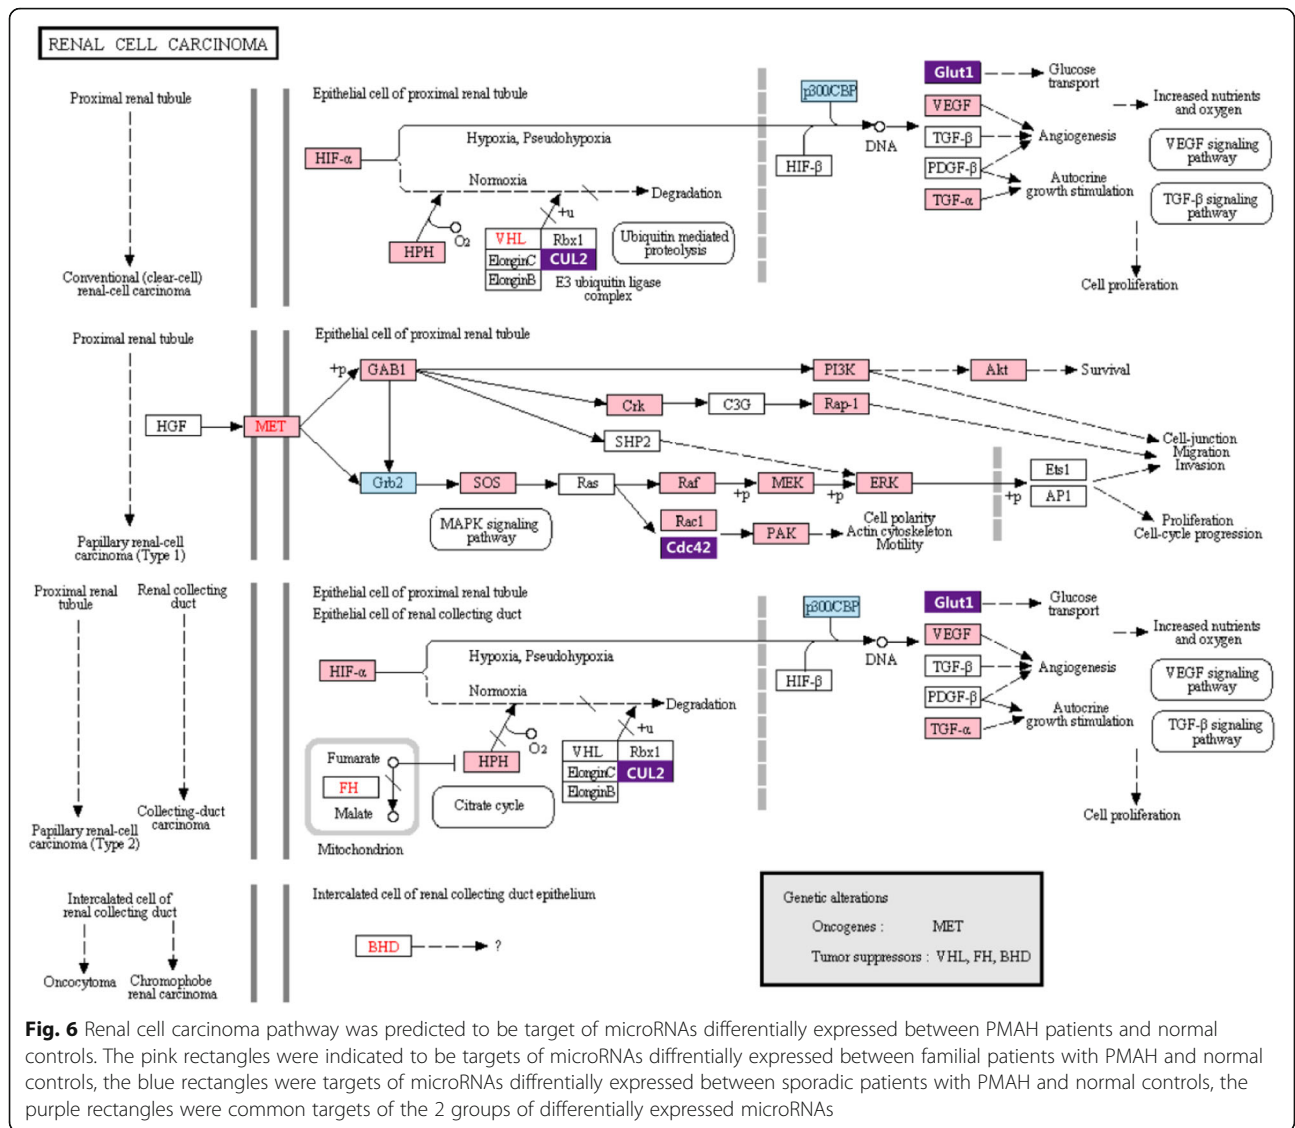 RENAL CELL CARCINOMA
Proximal renal tubule
Conventional (clear-cell)
renal-cell carcinoma
Epithelial cell of proximal renal tubule
HIF-α
Hypoxia, Pseudohypoxia
Normoxia
Degradation
HPH
O2
+u
VHL
Rbx1
ElonginC
CUL2
ElonginB
E3 ubiquitin ligase
complex
Ubiquitin mediated
proteolysis
p300/CBP
HIF-β
DNA
Glut1
VEGF
TGF-β
PDGF-β
TGF-α
Glucose
transport
Angiogenesis
Autocrine
growth stimulation
Increased nutrients
and oxygen
VEGF signaling
pathway
TGF-β signaling
pathway
Cell proliferation
Proximal renal tubule
Papillary renal-cell
carcinoma (Type 1)
Epithelial cell of proximal renal tubule
HGF
MET
+p
GAB1
PI3K
Akt
Survival
Crk
C3G
Rap-1
SHP2
Cell-junction
Migration
Invasion
Grb2
SOS
Ras
Raf
+p
MEK
+p
ERK
+p
Ets1
AP1
MAPK signaling
pathway
Rac1
Cdc42
PAK
Cell polarity
Actin cytoskeleton
Motility
Proliferation
Cell-cycle progression
Proximal renal
tubule
Renal collecting
duct
Papillary renal-cell
carcinoma (Type 2)
Collecting-duct
carcinoma
Epithelial cell of proximal renal tubule
Epithelial cell of renal collecting duct
HIF-α
Hypoxia, Pseudohypoxia
Normoxia
Degradation
HPH
O2
+u
VHL
Rbx1
ElonginC
CUL2
ElonginB
Fumarate
FH
Malate
Mitochondrion
Citrate cycle
p300/CBP
HIF-β
DNA
Glut1
VEGF
TGF-β
PDGF-β
TGF-α
Glucose
transport
Angiogenesis
Autocrine
growth stimulation
Increased nutrients
and oxygen
VEGF signaling
pathway
TGF-β signaling
pathway
Cell proliferation
Intercalated cell of
renal collecting duct
Oncocytoma
Chromophobe
renal carcinoma
Intercalated cell of renal collecting duct epithelium
BHD
?
Genetic alterations
Oncogenes : MET
Tumor suppressors : VHL, FH, BHD
Fig. 6 Renal cell carcinoma pathway was predicted to be target of microRNAs differentially expressed between PMAH patients and normal
controls. The pink rectangles were indicated to be targets of microRNAs diffrentially expressed between familial patients with PMAH and normal
controls, the blue rectangles were targets of microRNAs diffrentially expressed between sporadic patients with PMAH and normal controls, the
purple rectangles were common targets of the 2 groups of differentially expressed microRNAs